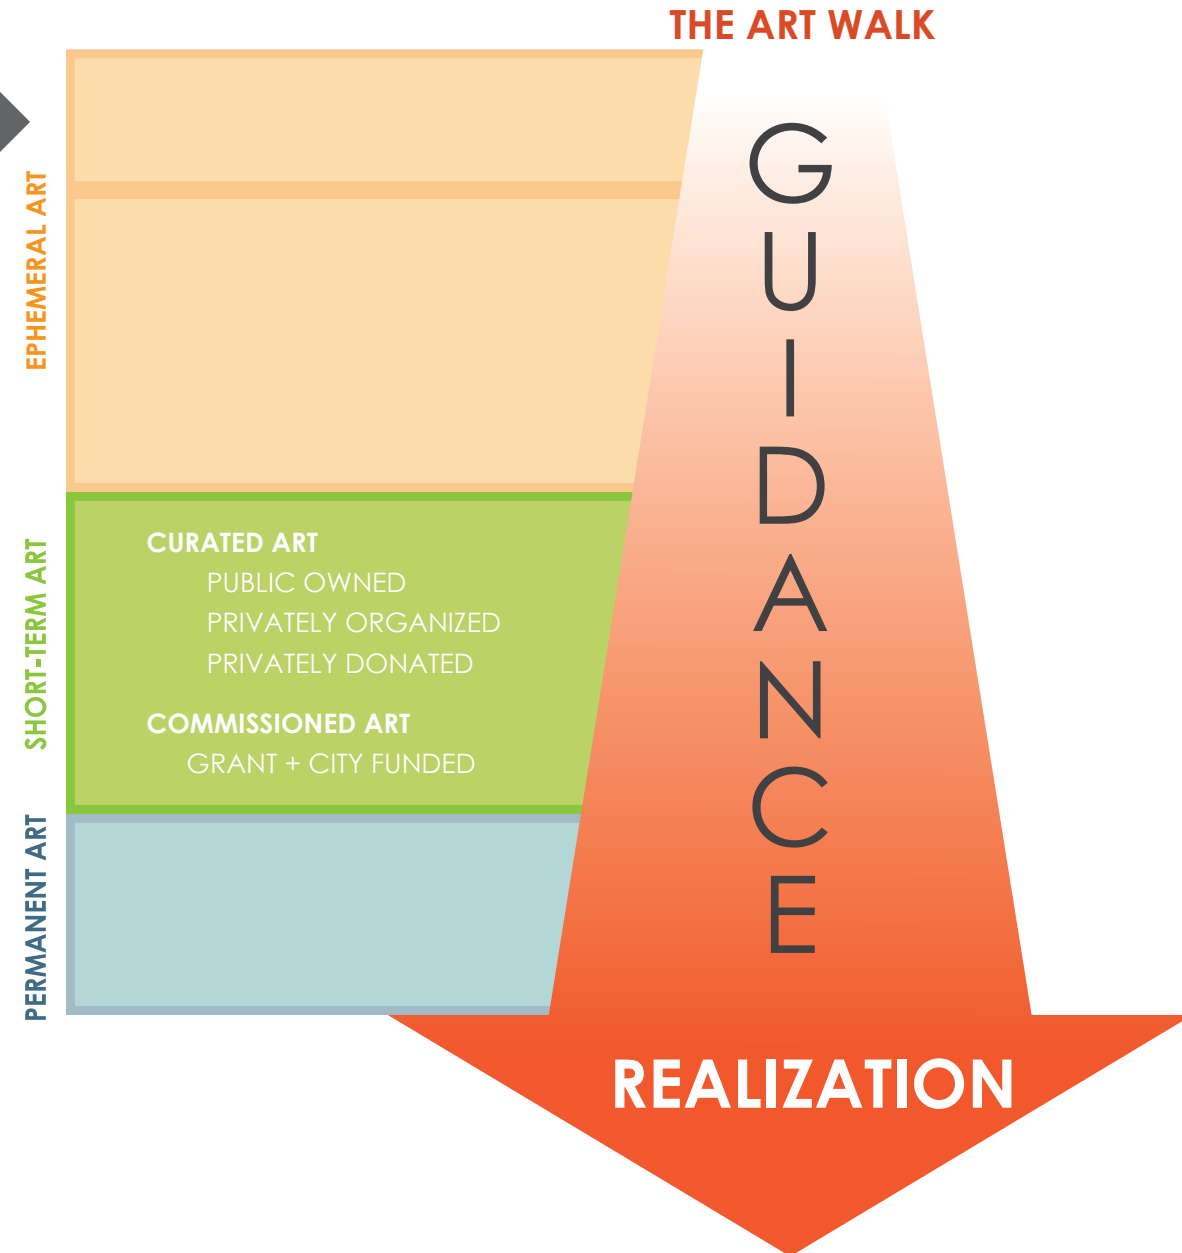 THE ART WALK
EPHEMERAL ART
SHORT-TERM ART
CURATED ART
PUBLIC OWNED
PRIVATELY ORGANIZED
PRIVATELY DONATED
COMMISSIONED ART
GRANT + CITY FUNDED
PERMANENT ART
GUIDANCE
REALIZATION